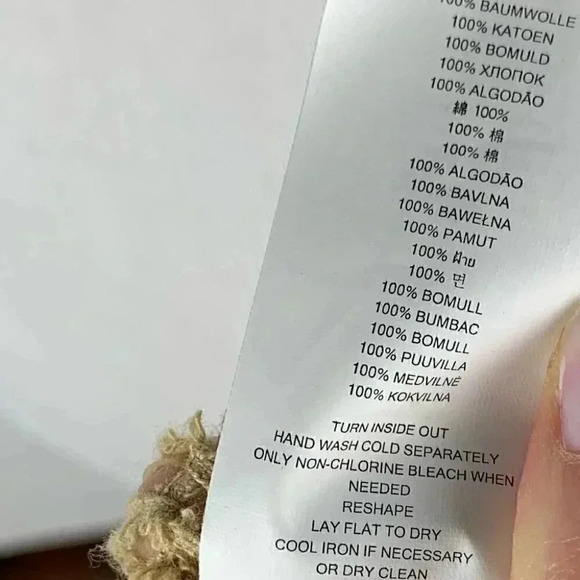 100% BAUMWOLLE
100% KATOEN
100% BOMULD
100% ХЛОПОК
100% ALGODÃO
綿 100%
100% 棉
100% 棉
100% ALGODÃO
100% BAVLNA
100% BAWEŁNA
100% PAMUT
100% ฝ้าย
100% 면
100% BOMULL
100% BUMBAC
100% BOMULL
100% PUUVILLA
100% MEDVILNĖ
100% KOKVILNA
TURN INSIDE OUT
HAND WASH COLD SEPARATELY
ONLY NON-CHLORINE BLEACH WHEN
NEEDED
RESHAPE
LAY FLAT TO DRY
COOL IRON IF NECESSARY
OR DRY CLEAN